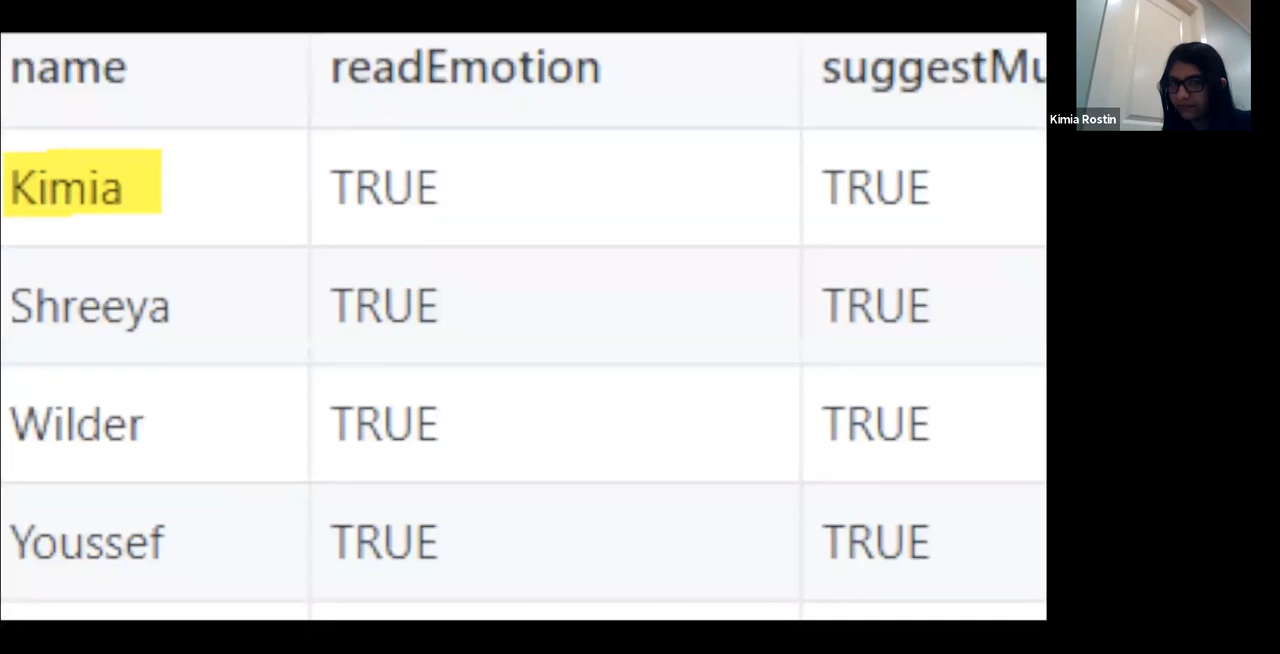 name readEmotion suggestMu
Kimia TRUE TRUE
Shreeya TRUE TRUE
Wilder TRUE TRUE
Youssef TRUE TRUE
Kimia Rostin